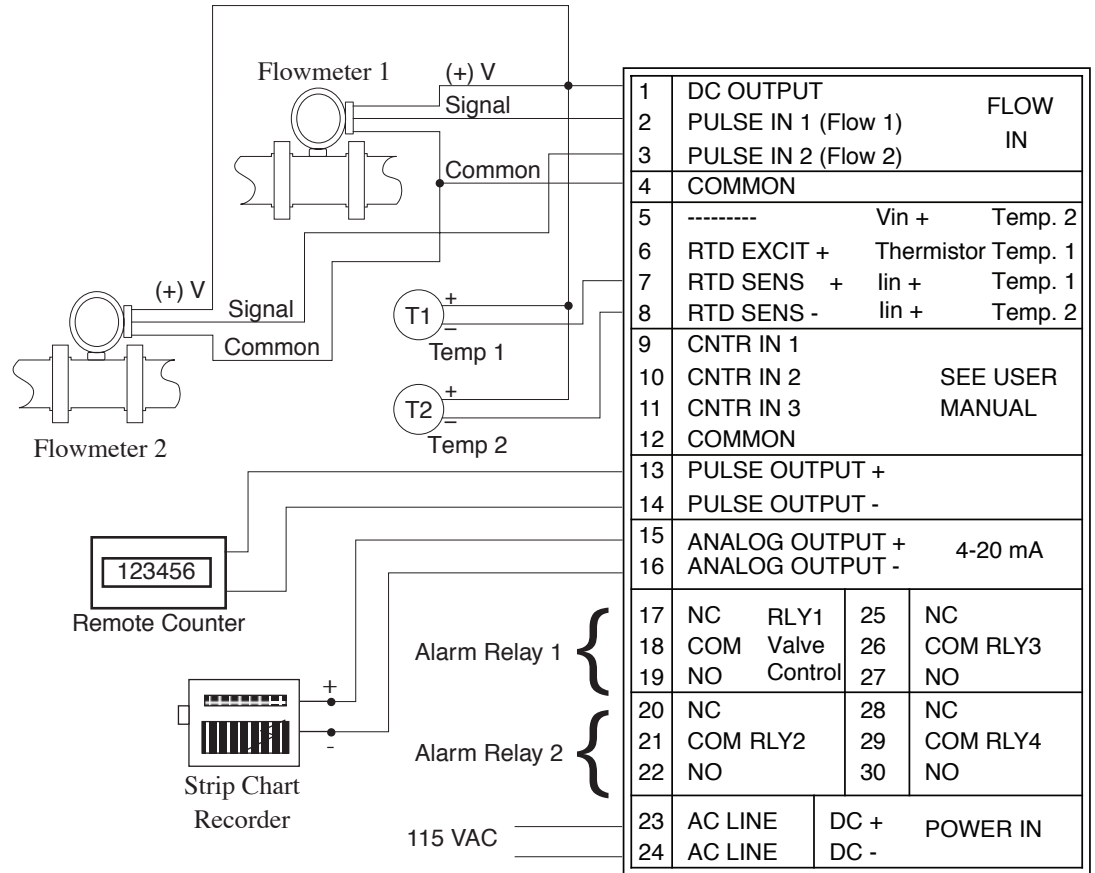 Flowmeter 1
(+) V
Signal
Common
(+) V
Signal
Common
Flowmeter 2
T1
+
–
Temp 1
T2
+
–
Temp 2
123456
Remote Counter
+
-
Strip Chart
Recorder
Alarm Relay 1 {
Alarm Relay 2 {
115 VAC
1 DC OUTPUT
2 PULSE IN 1 (Flow 1)
3 PULSE IN 2 (Flow 2)
FLOW
IN
4 COMMON
5 --------- Vin + Temp. 2
6 RTD EXCIT + Thermistor Temp. 1
7 RTD SENS + Iin + Temp. 1
8 RTD SENS - Iin + Temp. 2
9 CNTR IN 1
10 CNTR IN 2
11 CNTR IN 3
12 COMMON
SEE USER
MANUAL
13 PULSE OUTPUT +
14 PULSE OUTPUT -
15 ANALOG OUTPUT +
16 ANALOG OUTPUT -
4-20 mA
17 NC RLY1 25 NC
18 COM Valve 26 COM RLY3
19 NO Control 27 NO
20 NC 28 NC
21 COM RLY2 29 COM RLY4
22 NO 30 NO
23 AC LINE DC +
24 AC LINE DC -
POWER IN